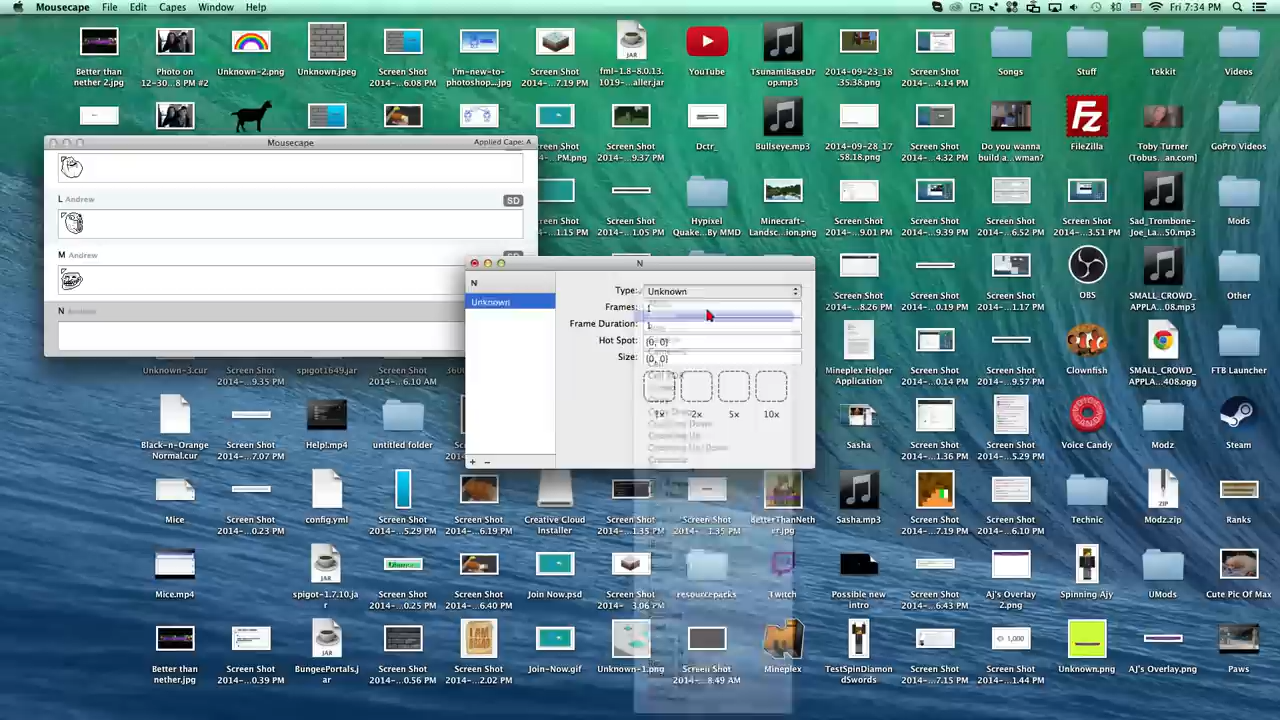 Mousecape File Edit Capes Window Help
Fri 7:34 PM
Better than nether 2.jpg
Photo on 12-30...8 PM #2
Unknown-2.png
Unknown.jpeg
Screen Shot 2014-...6.08 PM
I'm-new-to-photoshop....jpg
Screen Shot 2014-...7.19 PM
JAR
fml-1.8-8.0.13.1019-...aller.jar
YouTube
TsunamiBaseDrop.mp3
2014-09-23_18.35.38.png
Screen Shot 2014-...4.14 PM
Songs
Stuff
Tekkit
Videos
PM.png
Screen Shot 2014-...9.37 PM
Dctr_
Bullseye.mp3
2014-09-28_17.58.18.png
Screen Shot 2014-...4.32 PM
Do you wanna build a...wman?
FileZilla
Toby Turner (Tobus...an.com)
GoPro Videos
Mousecape
Applied Cape: A
L Andrew
SD
M Andrew
N
...1.15 PM
Screen Shot 2014-...1.05 PM
Hypixel Quake...By MMD
Minecraft-Landsc...ion.png
Screen Shot 2014-...9.01 PM
Screen Shot 2014-...9.04 PM
Screen Shot 2014-...6.52 PM
Screen Shot 2014-...3.51 PM
Sad_Trombone-Joe_La...50.mp3
Mods
N
N
Unknown
Type: Unknown
Frames: 1
Frame Duration: 1
Hot Spot: {0, 0}
Size: {0, 0}
1x
2x
5x
10x
+ −
OBS
SMALL_CROWD_APPLA...0.mp3
Other
Unknown-3.cur
Screen Shot 2014-...9.35 PM
spigot1649.jar
Screen Shot 2014-...6.10 AM
Mineplex Helper Application
Screen Shot 2014-...0.14 PM
Screen Shot 2014-...9.57 PM
Clownfish
SMALL_CROWD_APPLA...408.ogg
FTB Launcher
Black-n-Orange Normal.cur
Screen Shot 2014-...7.07 PM
Help!.mp4
untitled folder
Sasha
Screen Shot 2014-...1.36 PM
Screen Shot 2014-...5.29 PM
Voice Candy
Modz
Steam
Mice
Screen Shot 2014-...0.23 PM
config.yml
Screen Shot 2014-...5.29 PM
Screen Shot 2014-...6.19 PM
Creative Cloud Installer
Screen Shot 2014-...1.35 PM
Screen Shot 2014-...1.35 PM
BetterThanNether.jpg
Sasha.mp3
Screen Shot 2014-...7.19 PM
Screen Shot 2014-...6.10 PM
Technic
ZIP
Modz.zip
Ranks
Mice.mp4
Screen Shot 2014-...0.34 PM
JAR
spigot-1.7.10.jar
Screen Shot 2014-...0.25 PM
Screen Shot 2014-...6.40 PM
Join Now.psd
Screen Shot 2014-...3.06 PM
resourcepacks
Twitch
Possible new intro
Screen Shot 2014-...6.43 PM
Aj's Overlay 2.png
Spinning Ajy
UMods
Cute Pic Of Max
Better than nether.jpg
Screen Shot 2014-...0.39 PM
JAR
BungeePortals.jar
Screen Shot 2014-...0.56 PM
Screen Shot 2014-...2.02 PM
Join-Now.gif
Unknown-1.png
Screen Shot 2014-...8.49 AM
Mineplex
TestSpinDiamondSwords
Screen Shot 2014-...7.15 PM
1,000
Screen Shot 2014-...1.44 PM
Unknown.png
AJ's Overlay.png
Paws